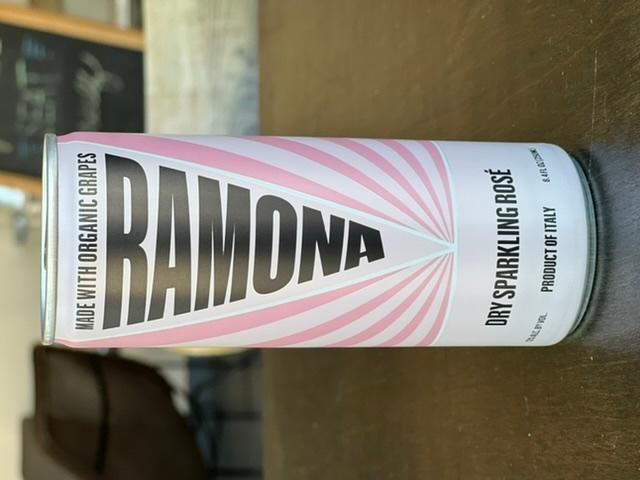 MADE WITH ORGANIC GRAPES
RAMONA
DRY SPARKLING ROSÉ
PRODUCT OF ITALY